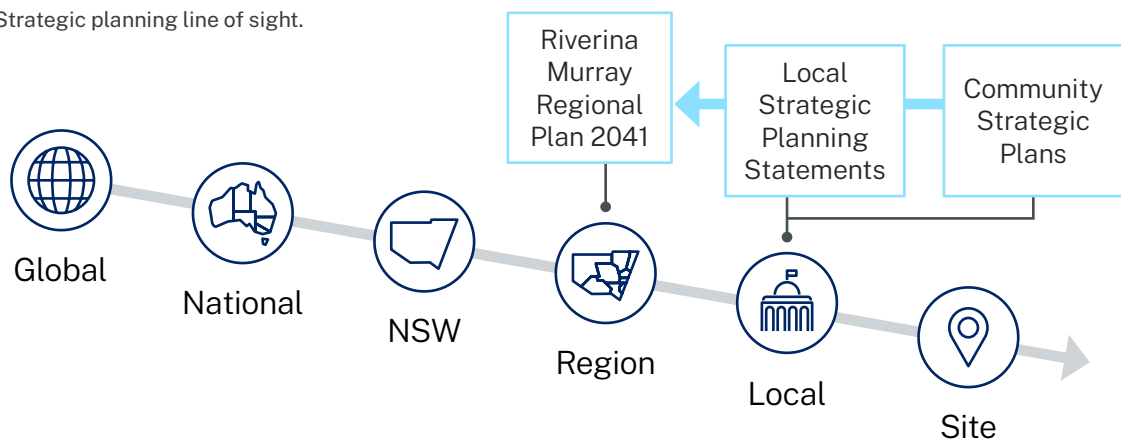 Strategic planning line of sight.
Riverina
Murray
Regional
Plan 2041
Local
Strategic
Planning
Statements
Community
Strategic
Plans
Global
National
NSW
Region
Local
Site